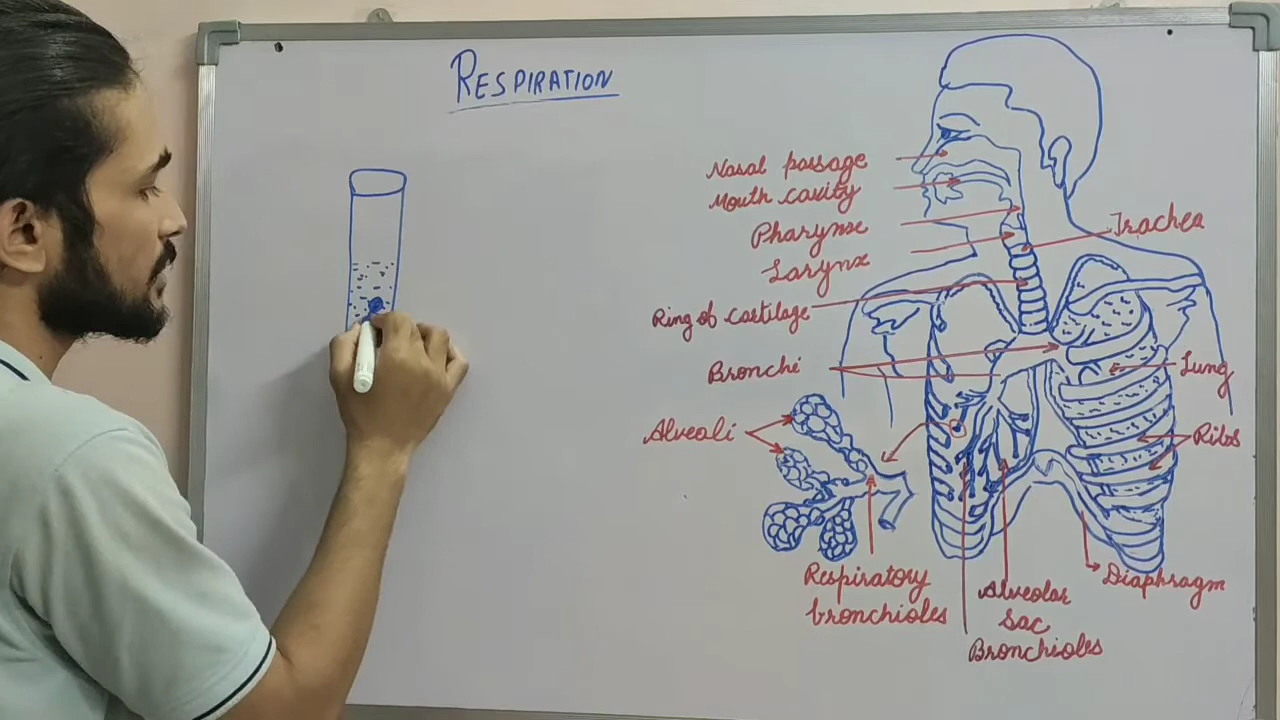 RESPIRATION
Nasal passage
Mouth cavity
Pharynx
Larynx
Trachea
Ring of cartilage
Bronchi
Lung
Alveoli
Ribs
Respiratory
bronchioles
Alveolar
Sac
Bronchioles
Diaphragm